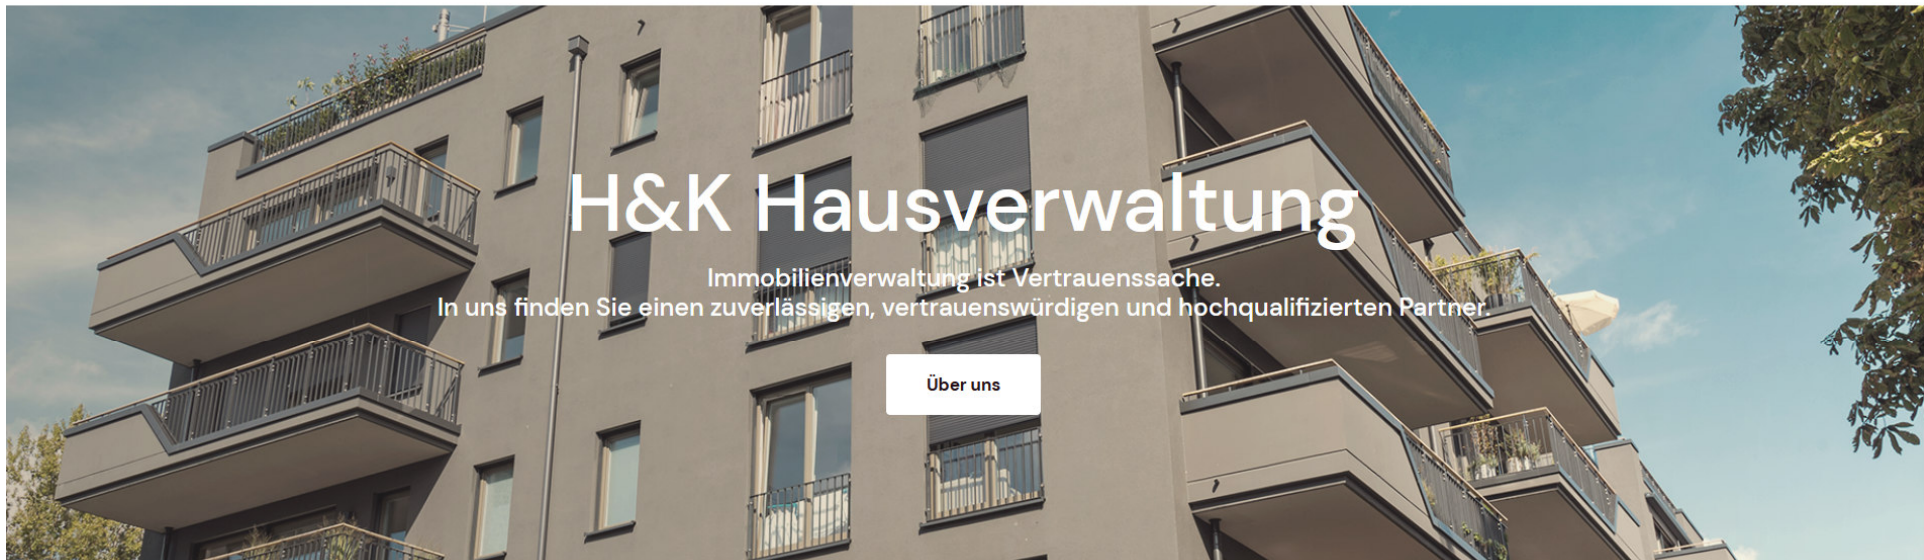 H&K Hausverwaltung
Immobilienverwaltung ist Vertrauenssache.
In uns finden Sie einen zuverlässigen, vertrauenswürdigen und hochqualifizierten Partner.
Über uns